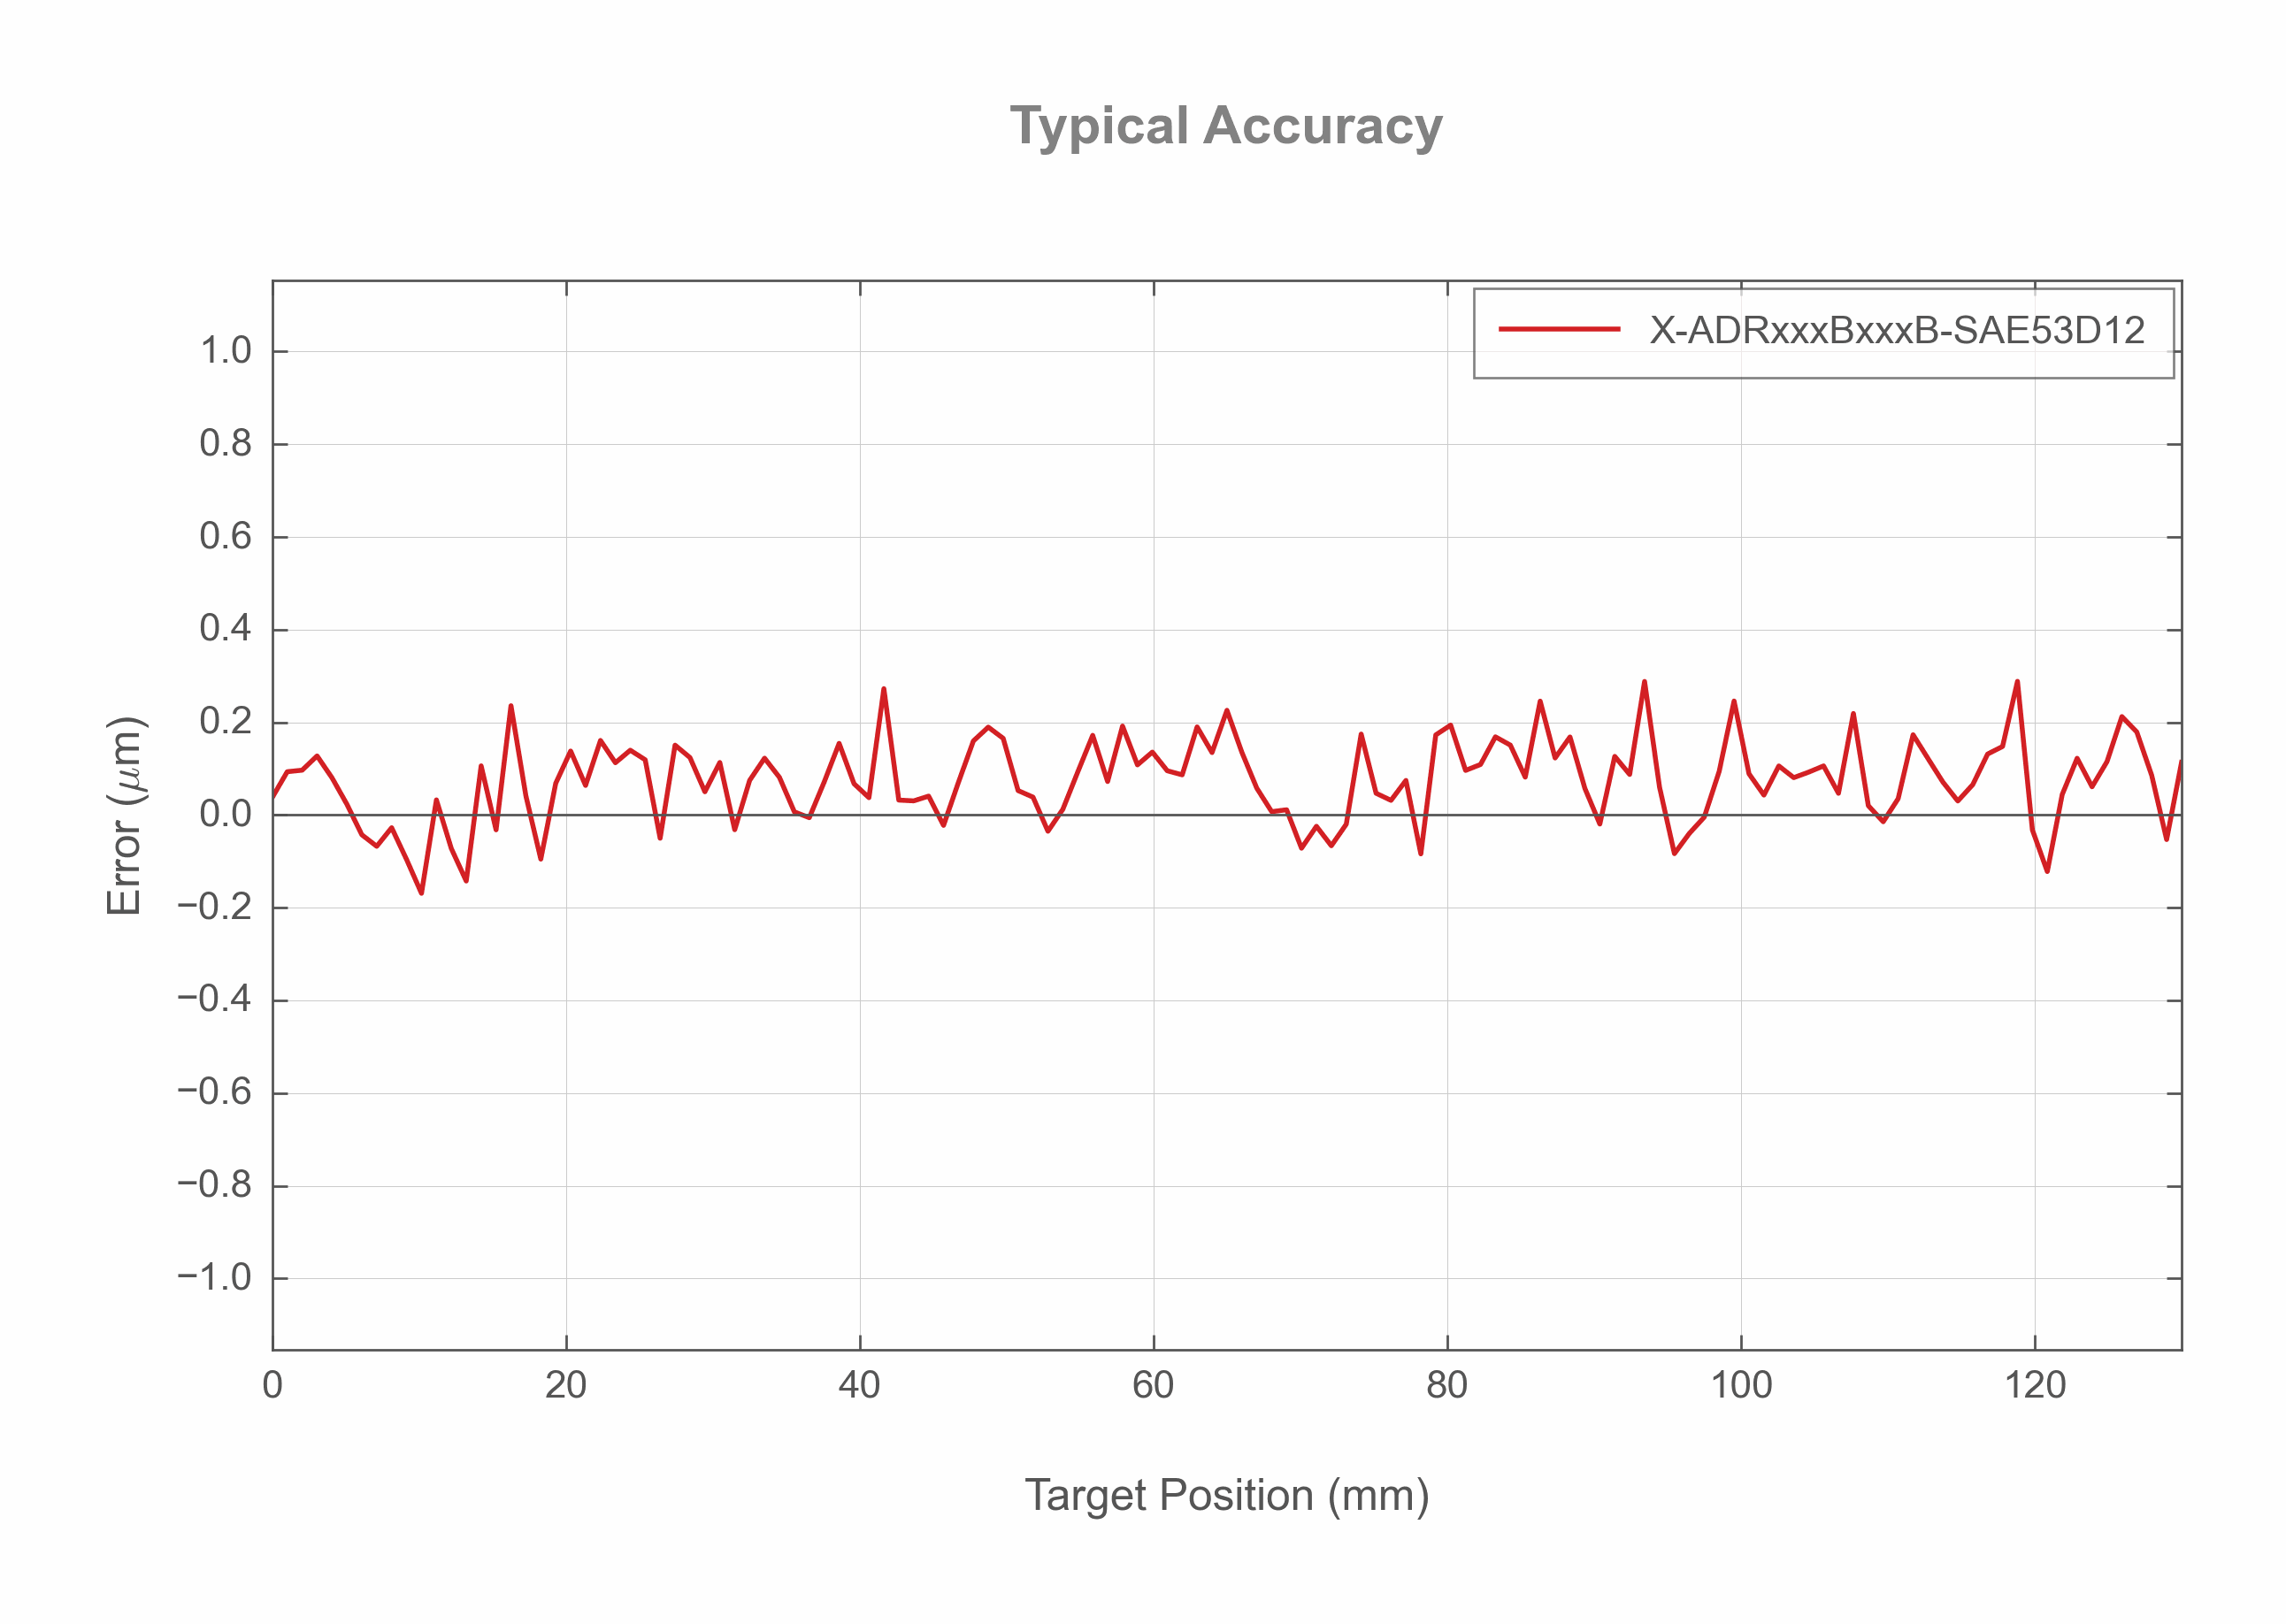 Typical Accuracy
X-ADRxxxBxxxB-SAE53D12
1.0
0.8
0.6
0.4
0.2
0.0
−0.2
−0.4
−0.6
−0.8
−1.0
Error (μm)
0 20 40 60 80 100 120
Target Position (mm)